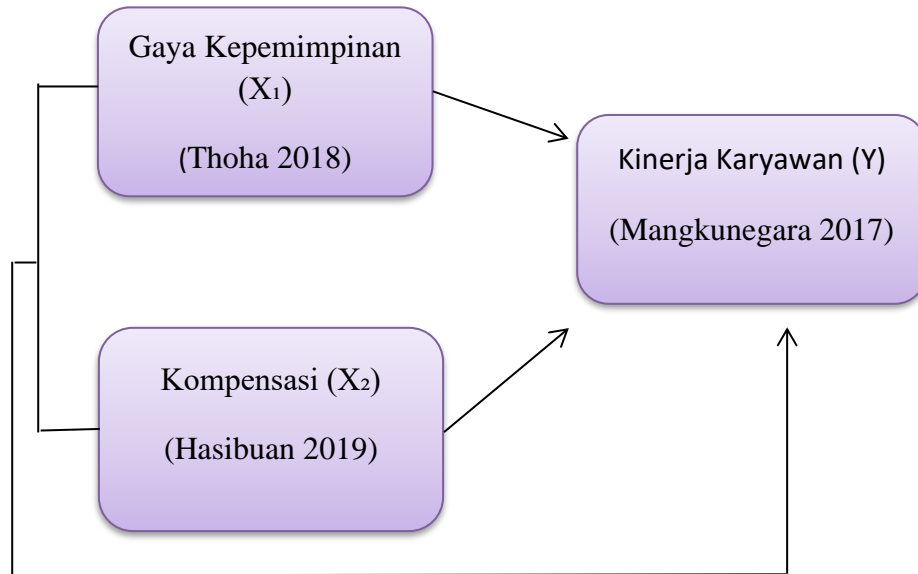 Gaya Kepemimpinan
(X₁)
(Thoha 2018)
Kinerja Karyawan (Y)
(Mangkunegara 2017)
Kompensasi (X₂)
(Hasibuan 2019)